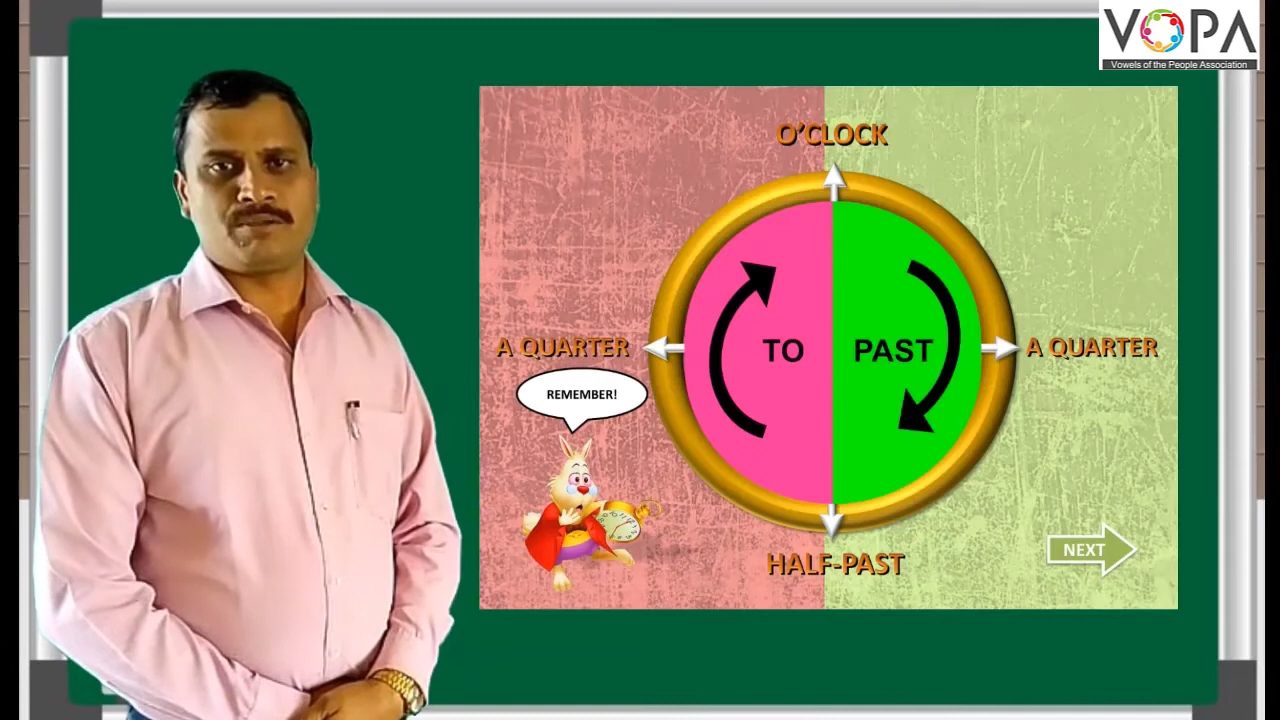 VOPA
Vowels of the People Association
O'CLOCK
TO
PAST
A QUARTER
A QUARTER
REMEMBER!
HALF-PAST
NEXT